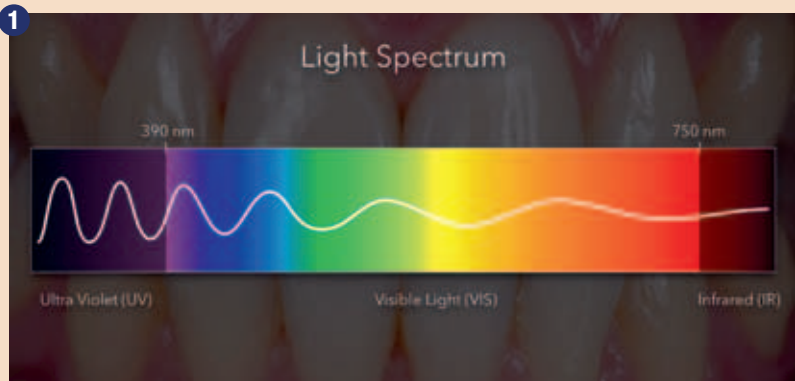 1
Light Spectrum
390 nm
750 nm
Ultra Violet (UV)
Visible Light (VIS)
Infrared (IR)